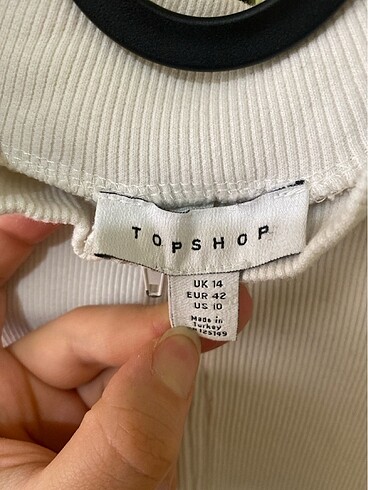 TOPSHOP
UK 14
EUR 42
US 10
Made in
Turkey